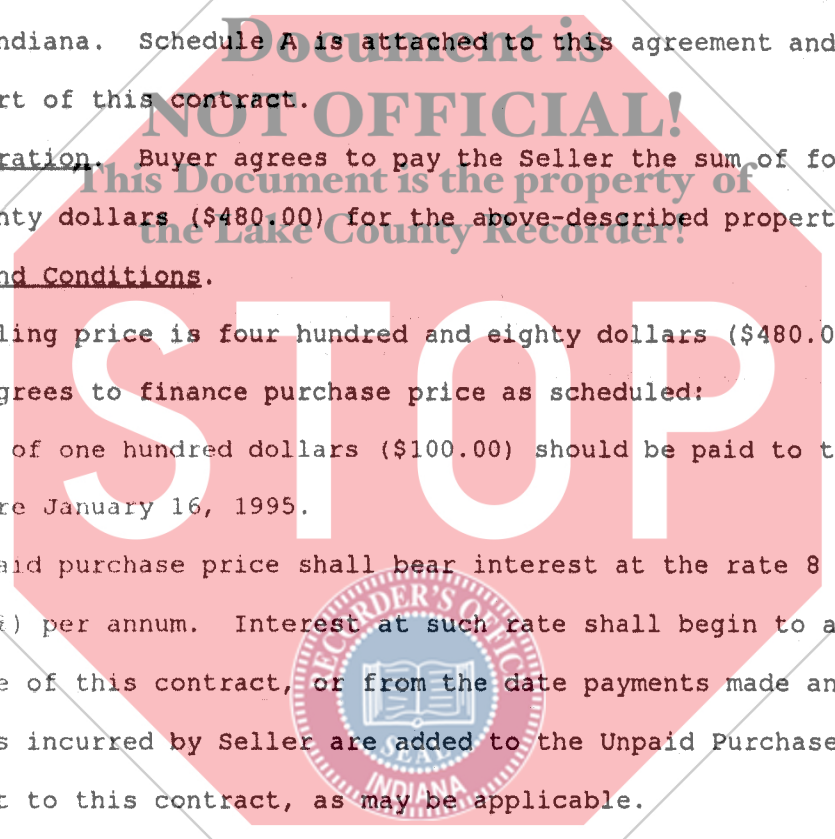 Document is
NOT OFFICIAL!
This Document is the property of
the Lake County Recorder!
STOP
RECORDER'S OFFICE
SEAL
INDIANA
ndiana. Schedule A is attached to this agreement and
rt of this contract.
ration. Buyer agrees to pay the Seller the sum of fo
nty dollars ($480.00) for the above-described propert
nd Conditions.
ling price is four hundred and eighty dollars ($480.0
grees to finance purchase price as scheduled:
of one hundred dollars ($100.00) should be paid to t
re January 16, 1995.
aid purchase price shall bear interest at the rate 8
%) per annum. Interest at such rate shall begin to a
e of this contract, or from the date payments made an
s incurred by Seller are added to the Unpaid Purchase
t to this contract, as may be applicable.